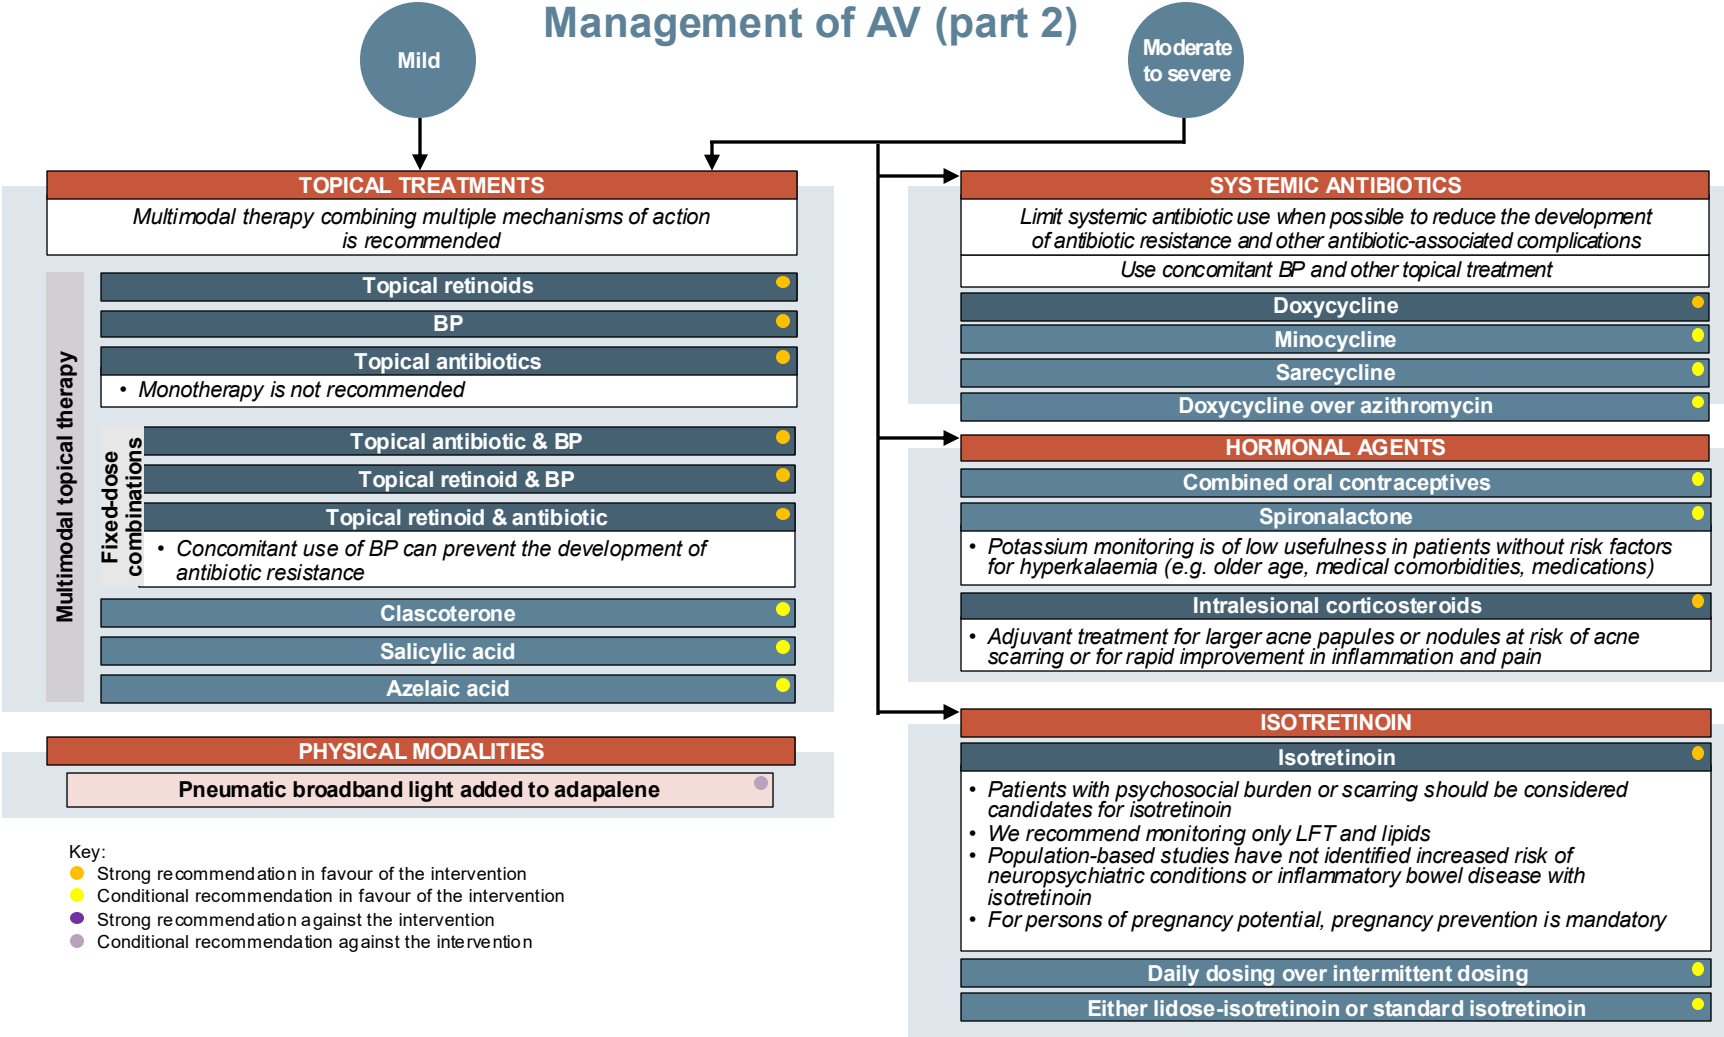 Management of AV (part 2)
Mild
Moderate
to severe
TOPICAL TREATMENTS
Multimodal therapy combining multiple mechanisms of action
is recommended
Multimodal topical therapy
Topical retinoids
BP
Topical antibiotics
• Monotherapy is not recommended
Fixed-dose
combinations
Topical antibiotic & BP
Topical retinoid & BP
Topical retinoid & antibiotic
• Concomitant use of BP can prevent the development of
antibiotic resistance
Clascoterone
Salicylic acid
Azelaic acid
PHYSICAL MODALITIES
Pneumatic broadband light added to adapalene
Key:
Strong recommendation in favour of the intervention
Conditional recommendation in favour of the intervention
Strong recommendation against the intervention
Conditional recommendation against the intervention
SYSTEMIC ANTIBIOTICS
Limit systemic antibiotic use when possible to reduce the development
of antibiotic resistance and other antibiotic-associated complications
Use concomitant BP and other topical treatment
Doxycycline
Minocycline
Sarecycline
Doxycycline over azithromycin
HORMONAL AGENTS
Combined oral contraceptives
Spironalactone
• Potassium monitoring is of low usefulness in patients without risk factors
for hyperkalaemia (e.g. older age, medical comorbidities, medications)
Intralesional corticosteroids
• Adjuvant treatment for larger acne papules or nodules at risk of acne
scarring or for rapid improvement in inflammation and pain
ISOTRETINOIN
Isotretinoin
• Patients with psychosocial burden or scarring should be considered
candidates for isotretinoin
• We recommend monitoring only LFT and lipids
• Population-based studies have not identified increased risk of
neuropsychiatric conditions or inflammatory bowel disease with
isotretinoin
• For persons of pregnancy potential, pregnancy prevention is mandatory
Daily dosing over intermittent dosing
Either lidose-isotretinoin or standard isotretinoin